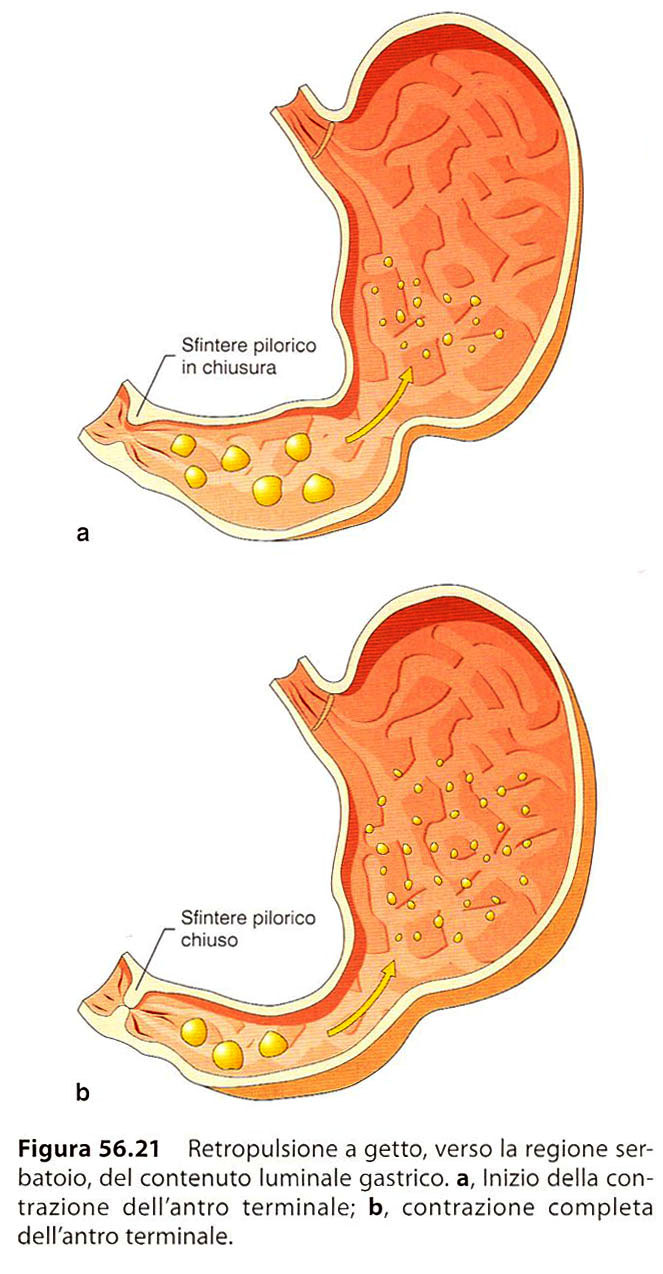 Sfintere pilorico
in chiusura
a
Sfintere pilorico
chiuso
b
Figura 56.21 Retropulsione a getto, verso la regione ser-
batoio, del contenuto luminale gastrico. a, Inizio della con-
trazione dell'antro terminale; b, contrazione completa
dell'antro terminale.